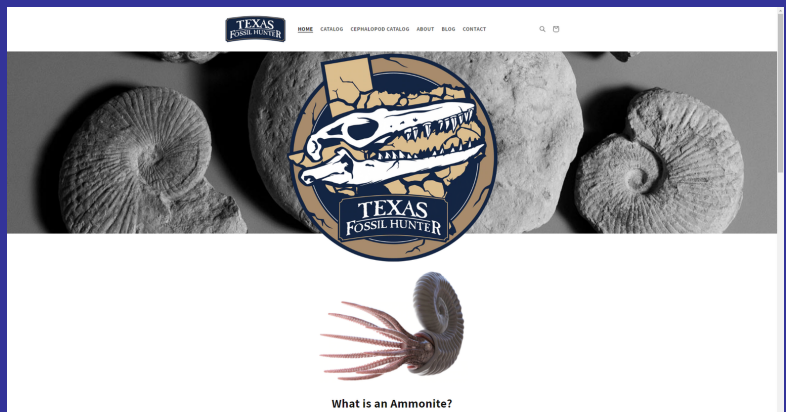 TEXAS
FOSSIL HUNTER
HOME CATALOG CEPHALOPOD CATALOG ABOUT BLOG CONTACT
TEXAS
FOSSIL HUNTER
What is an Ammonite?